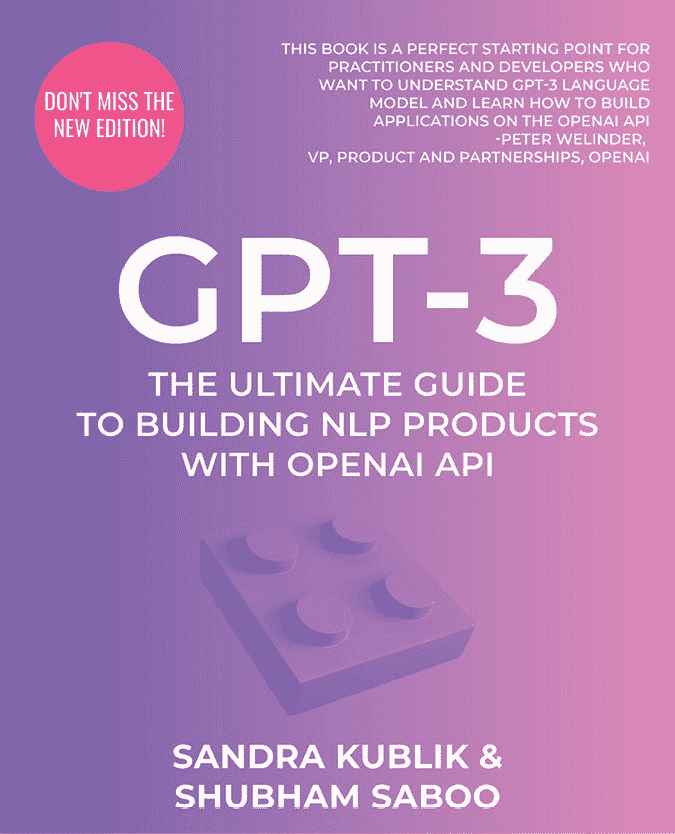 DON'T MISS THE
NEW EDITION!
THIS BOOK IS A PERFECT STARTING POINT FOR
PRACTITIONERS AND DEVELOPERS WHO
WANT TO UNDERSTAND GPT-3 LANGUAGE
MODEL AND LEARN HOW TO BUILD
APPLICATIONS ON THE OPENAI API
-PETER WELINDER,
VP, PRODUCT AND PARTNERSHIPS, OPENAI
GPT-3
THE ULTIMATE GUIDE
TO BUILDING NLP PRODUCTS
WITH OPENAI API
SANDRA KUBLIK &
SHUBHAM SABOO